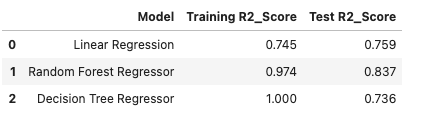 Model Training R2_Score Test R2_Score
0 Linear Regression 0.745 0.759
1 Random Forest Regressor 0.974 0.837
2 Decision Tree Regressor 1.000 0.736